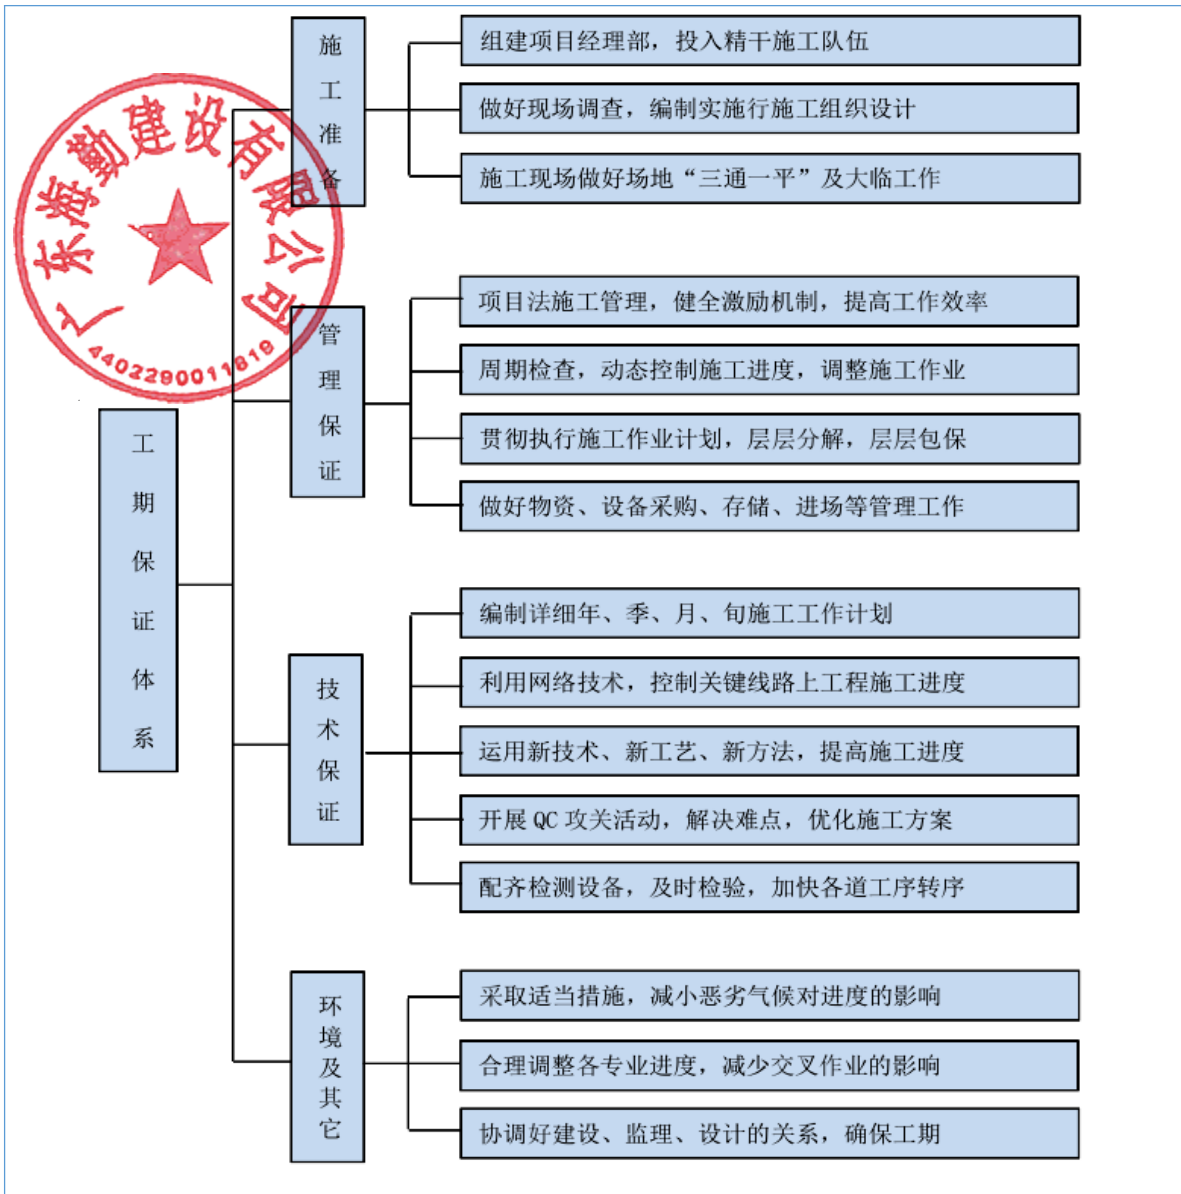 施工准备
组建项目经理部，投入精干施工队伍
做好现场调查，编制实施行施工组织设计
施工现场做好场地“三通一平”及大临工作
广东海勤建设有限公司
4402290011819
管理保证
项目法施工管理，健全激励机制，提高工作效率
周期检查，动态控制施工进度，调整施工作业
贯彻执行施工作业计划，层层分解，层层包保
做好物资、设备采购、存储、进场等管理工作
工期保证体系
技术保证
编制详细年、季、月、旬施工工作计划
利用网络技术，控制关键线路上工程施工进度
运用新技术、新工艺、新方法，提高施工进度
开展 QC 攻关活动，解决难点，优化施工方案
配齐检测设备，及时检验，加快各道工序转序
环境及其它
采取适当措施，减小恶劣气候对进度的影响
合理调整各专业进度，减少交叉作业的影响
协调好建设、监理、设计的关系，确保工期